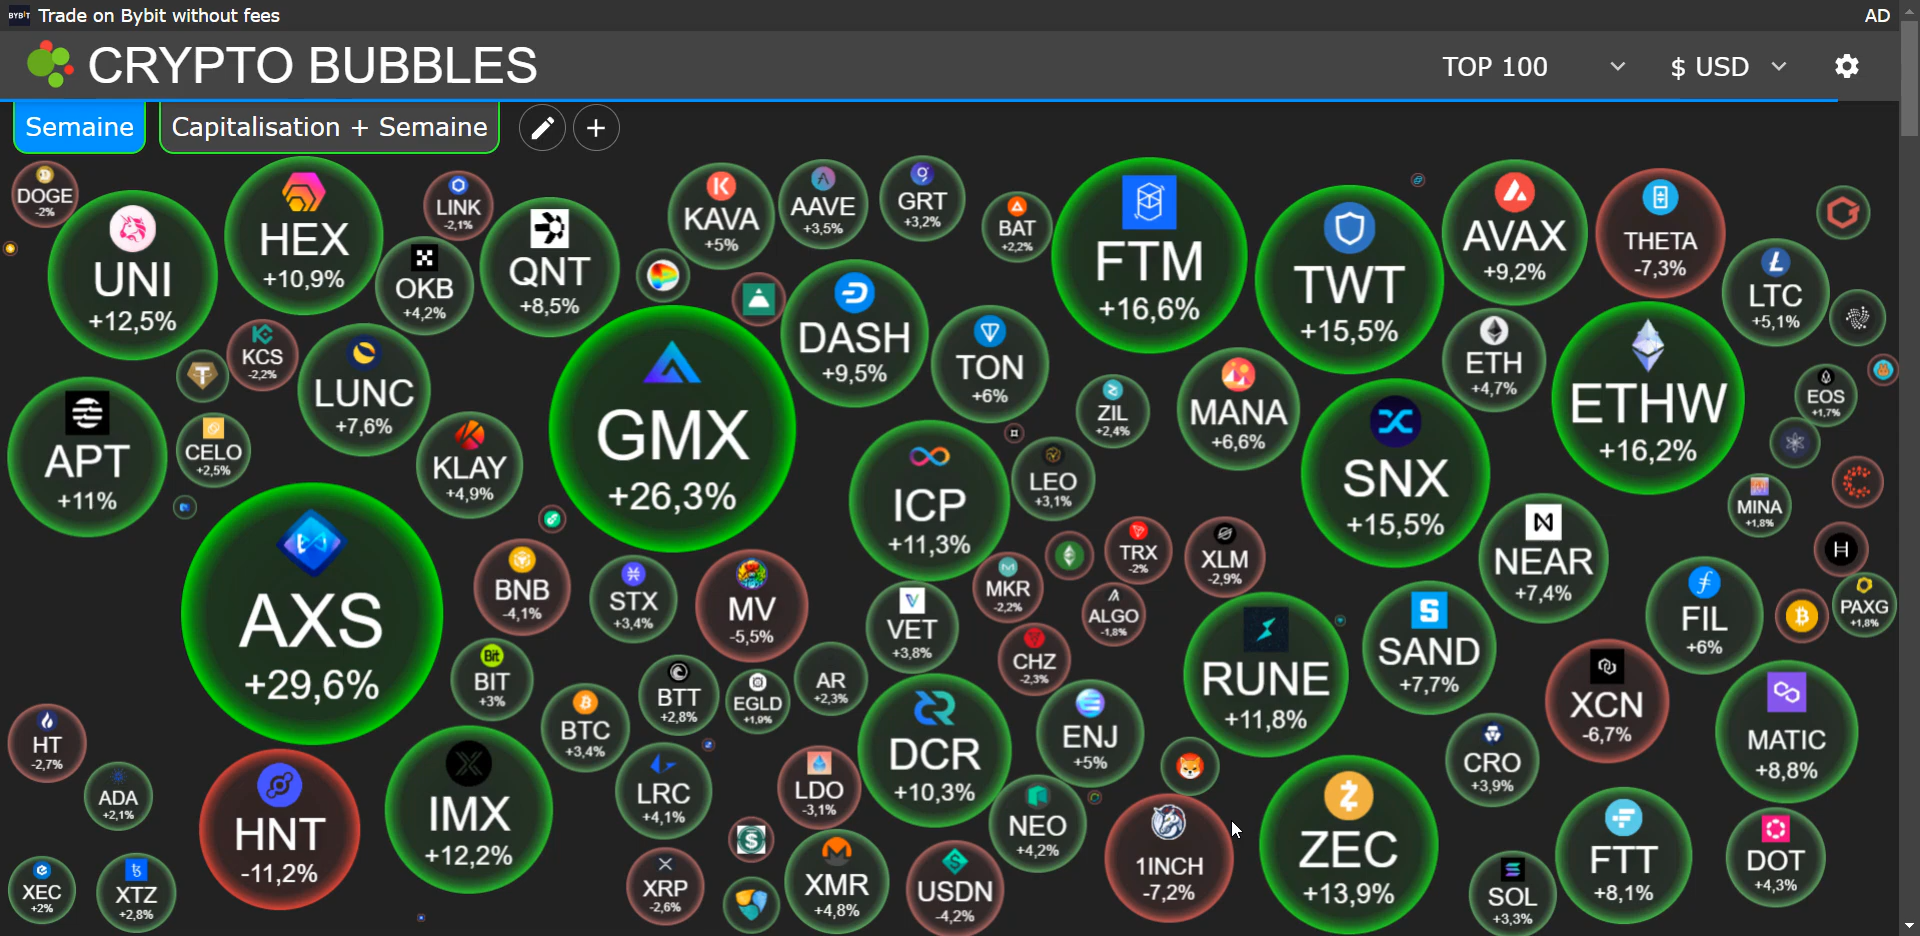 BYBIT Trade on Bybit without fees
AD
CRYPTO BUBBLES
TOP 100
$ USD
Semaine
Capitalisation + Semaine
DOGE
-2%
UNI
+12,5%
HEX
+10,9%
LINK
-2,1%
OKB
+4,2%
QNT
+8,5%
KAVA
+5%
AAVE
+3,5%
GRT
+3,2%
BAT
+2,2%
FTM
+16,6%
TWT
+15,5%
AVAX
+9,2%
THETA
-7,3%
LTC
+5,1%
KCS
-2,2%
LUNC
+7,6%
GMX
+26,3%
DASH
+9,5%
TON
+6%
ZIL
+2,4%
MANA
+6,6%
ETH
+4,7%
ETHW
+16,2%
EOS
+1,7%
APT
+11%
CELO
+2,5%
KLAY
+4,9%
ICP
+11,3%
LEO
+3,1%
SNX
+15,5%
MINA
+1,8%
AXS
+29,6%
BNB
-4,1%
STX
+3,4%
MV
-5,5%
VET
+3,8%
MKR
-2,2%
TRX
-2%
XLM
-2,9%
ALGO
-1,8%
NEAR
+7,4%
FIL
+6%
PAXG
+1,8%
Bit
BIT
+3%
BTT
+2,8%
EGLD
+1,9%
AR
+2,3%
CHZ
-2,3%
RUNE
+11,8%
SAND
+7,7%
XCN
-6,7%
MATIC
+8,8%
HT
-2,7%
ADA
+2,1%
HNT
-11,2%
IMX
+12,2%
BTC
+3,4%
LRC
+4,1%
LDO
-3,1%
DCR
+10,3%
ENJ
+5%
NEO
+4,2%
1INCH
-7,2%
ZEC
+13,9%
CRO
+3,9%
FTT
+8,1%
DOT
+4,3%
XEC
+2%
XTZ
+2,8%
XRP
-2,6%
XMR
+4,8%
USDN
-4,2%
SOL
+3,3%